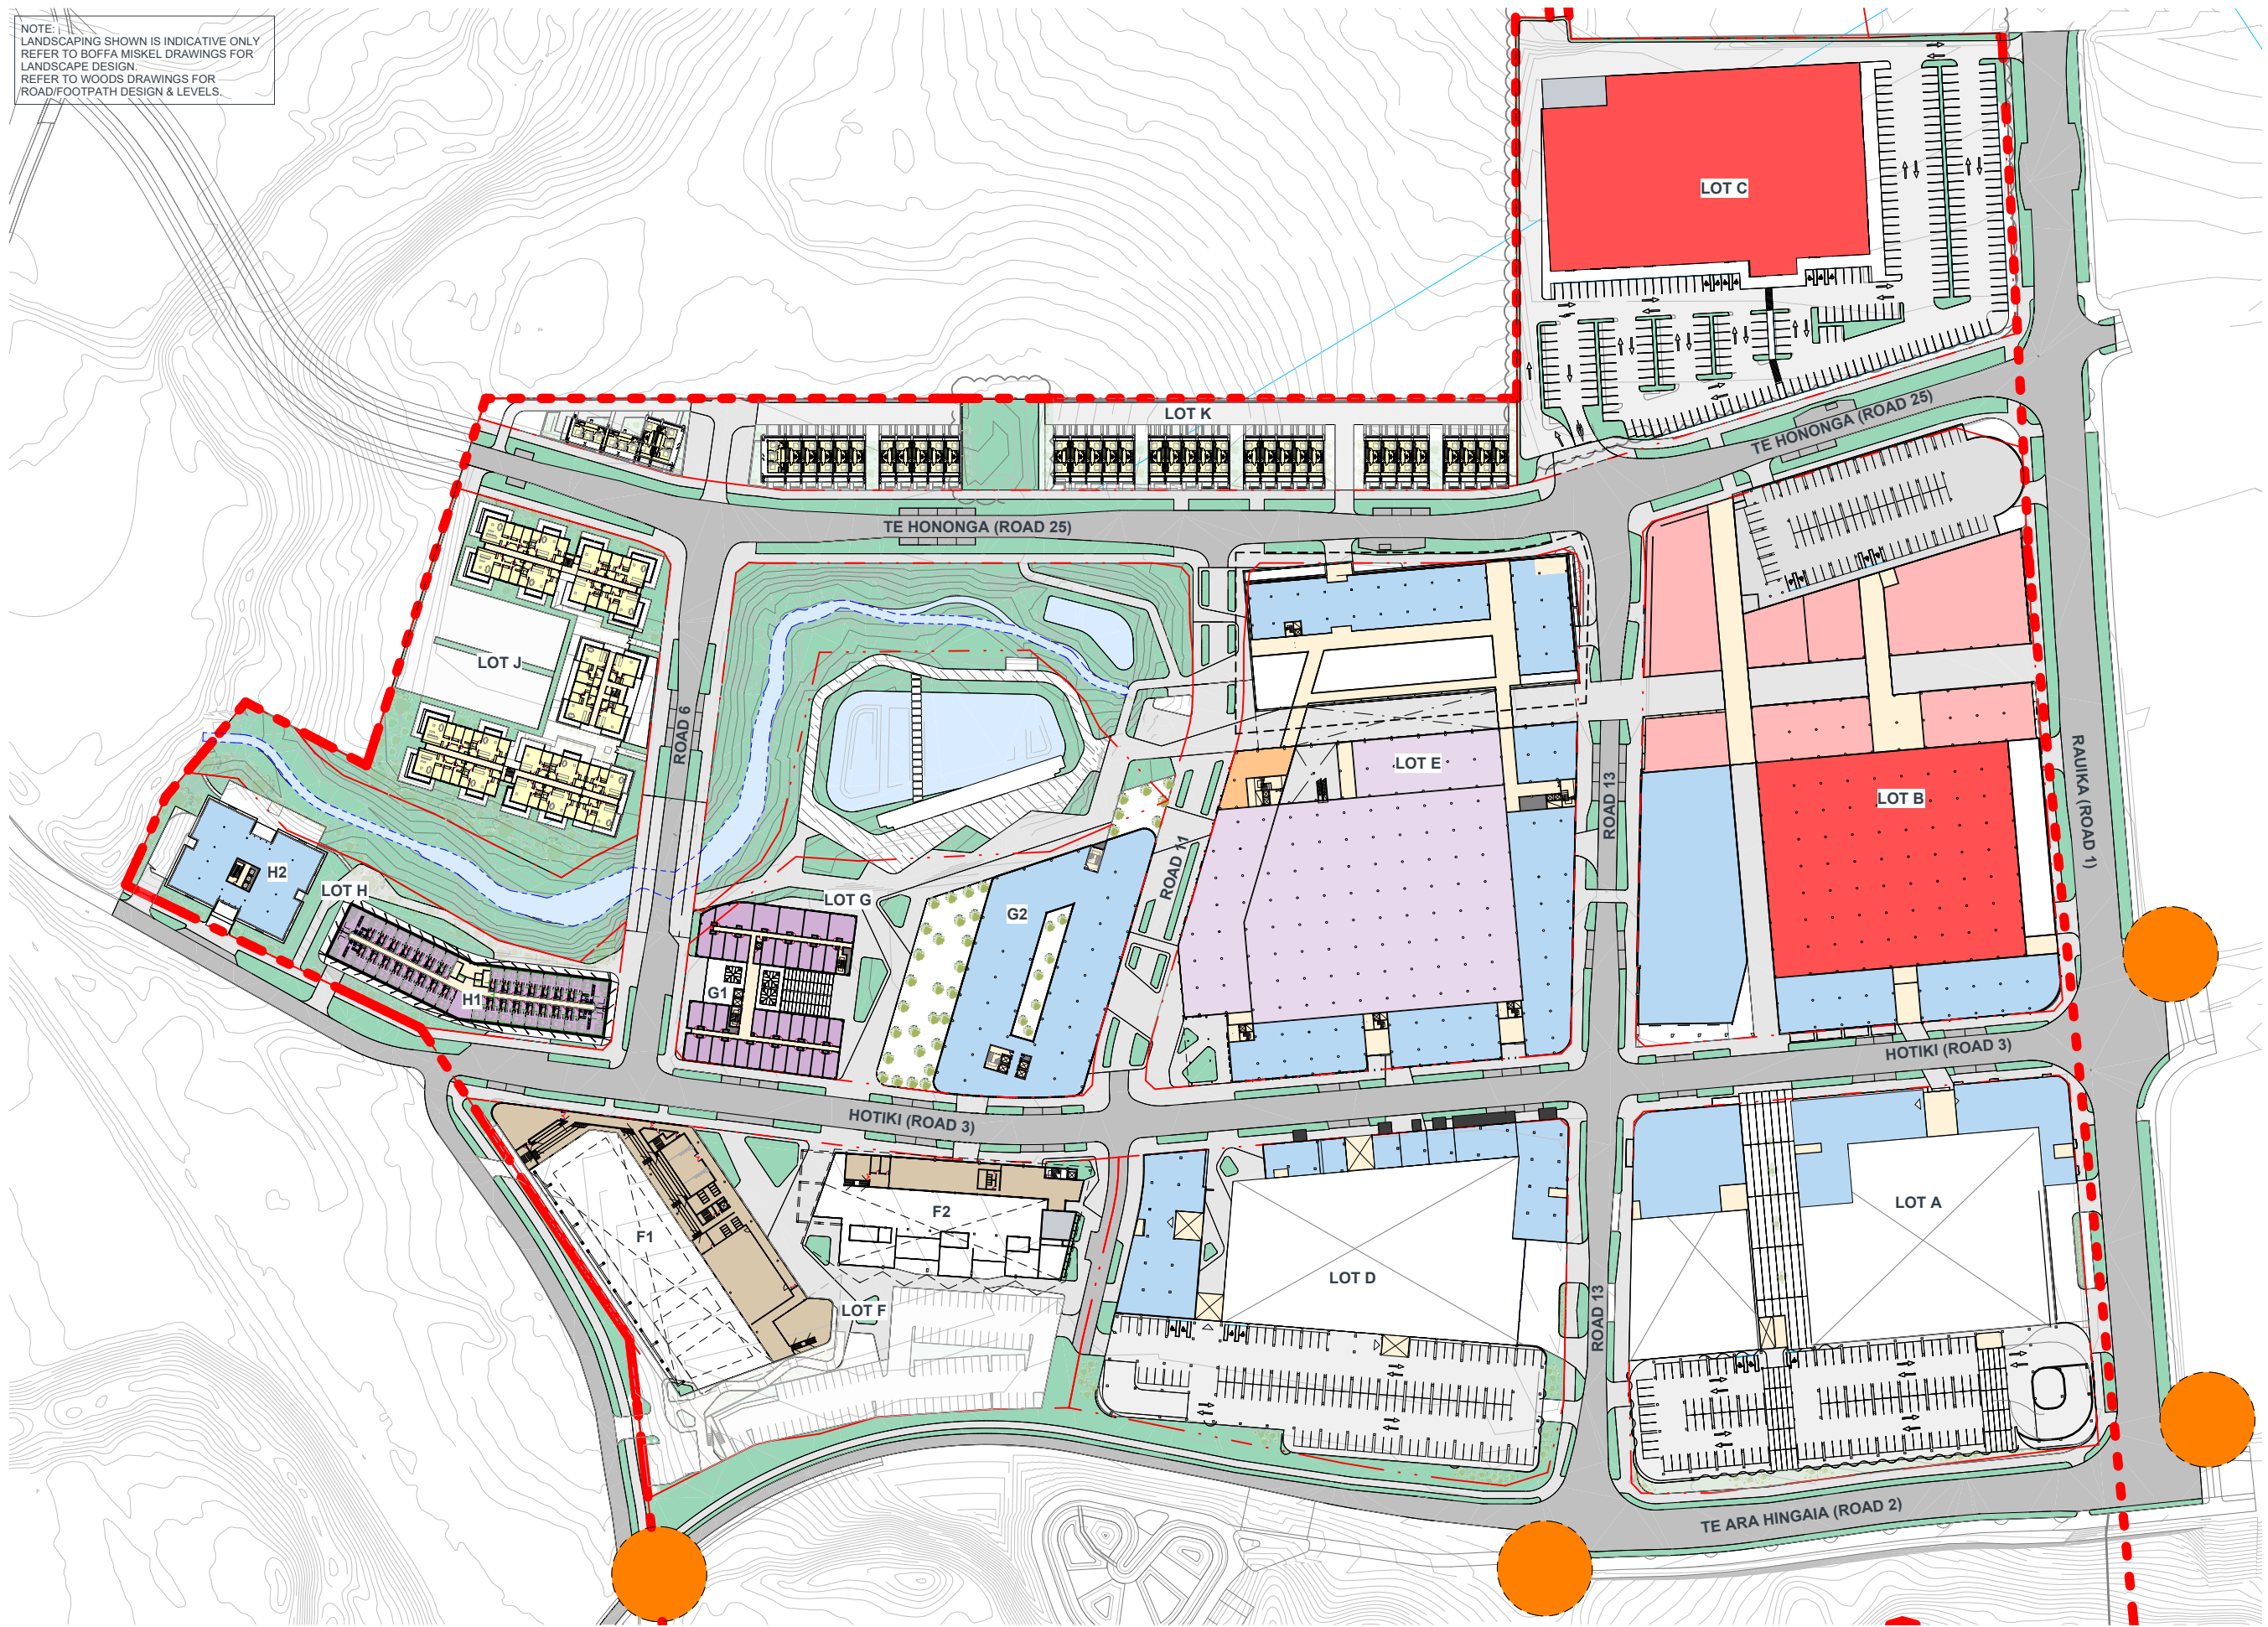 NOTE:
LANDSCAPING SHOWN IS INDICATIVE ONLY
REFER TO BOFFA MISKEL DRAWINGS FOR
LANDSCAPE DESIGN.
REFER TO WOODS DRAWINGS FOR
ROAD/FOOTPATH DESIGN & LEVELS.
LOT C
LOT K
TE HONONGA (ROAD 25)
TE HONONGA (ROAD 25)
LOT J
ROAD 6
LOT E
ROAD 13
LOT B
RAUIKA (ROAD 1)
H2
LOT H
LOT G
G2
ROAD 11
G1
H1
HOTIKI (ROAD 3)
HOTIKI (ROAD 3)
F1
F2
LOT A
LOT D
LOT F
ROAD 13
TE ARA HINGAIA (ROAD 2)